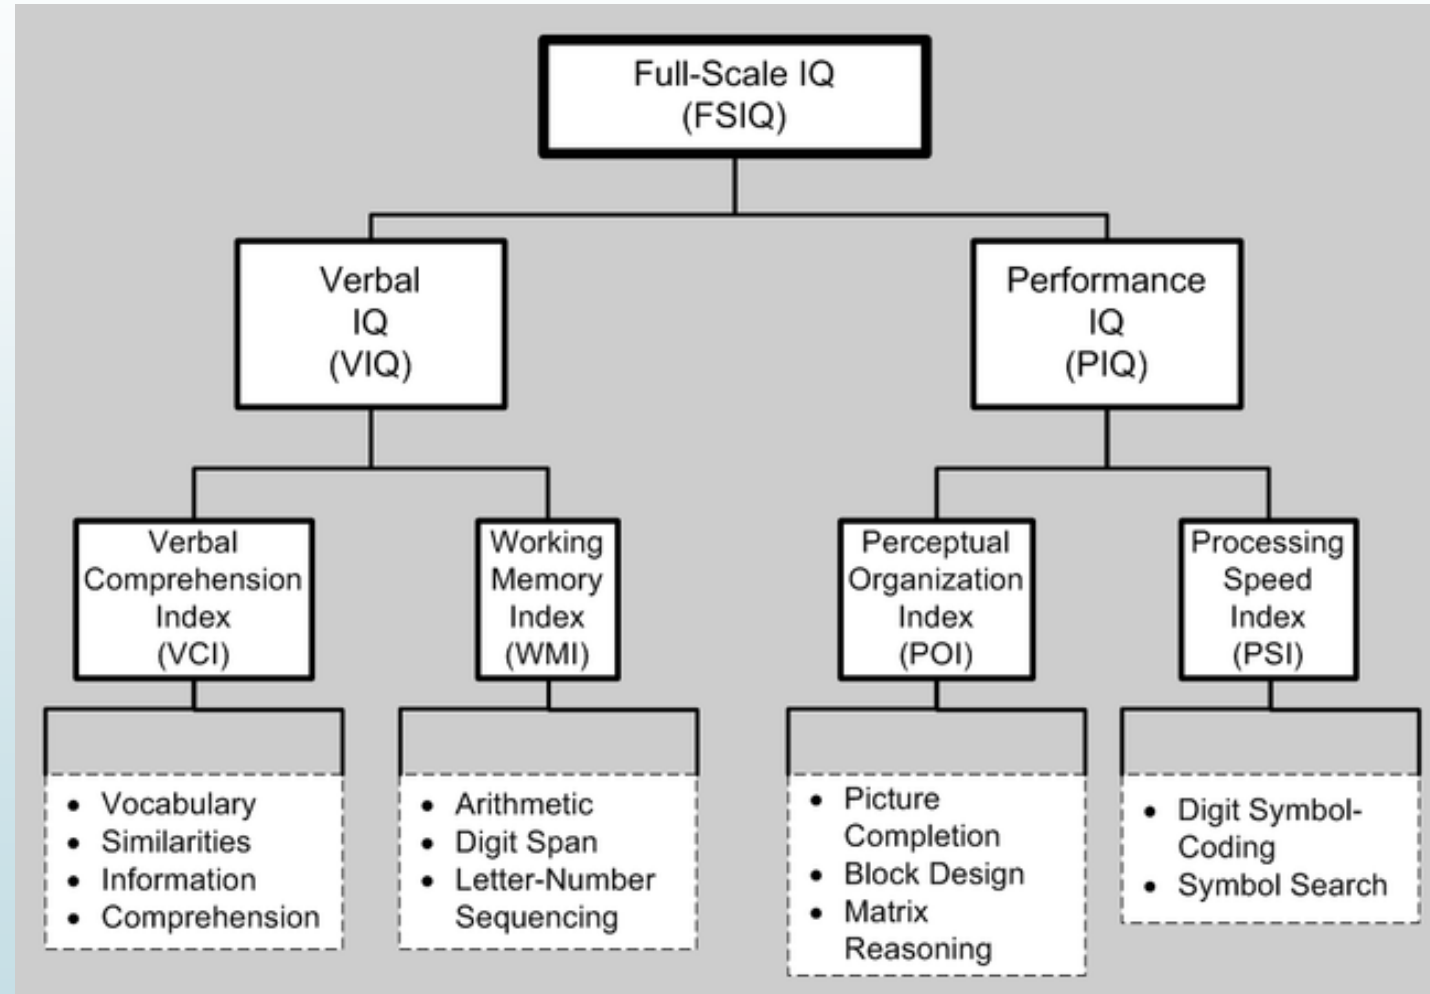 Full-Scale IQ
(FSIQ)
Verbal
IQ
(VIQ)
Performance
IQ
(PIQ)
Verbal
Comprehension
Index
(VCI)
Working
Memory
Index
(WMI)
Perceptual
Organization
Index
(POI)
Processing
Speed
Index
(PSI)
• Vocabulary
• Similarities
• Information
• Comprehension
• Arithmetic
• Digit Span
• Letter-Number
Sequencing
• Picture
Completion
• Block Design
• Matrix
Reasoning
• Digit Symbol-
Coding
• Symbol Search